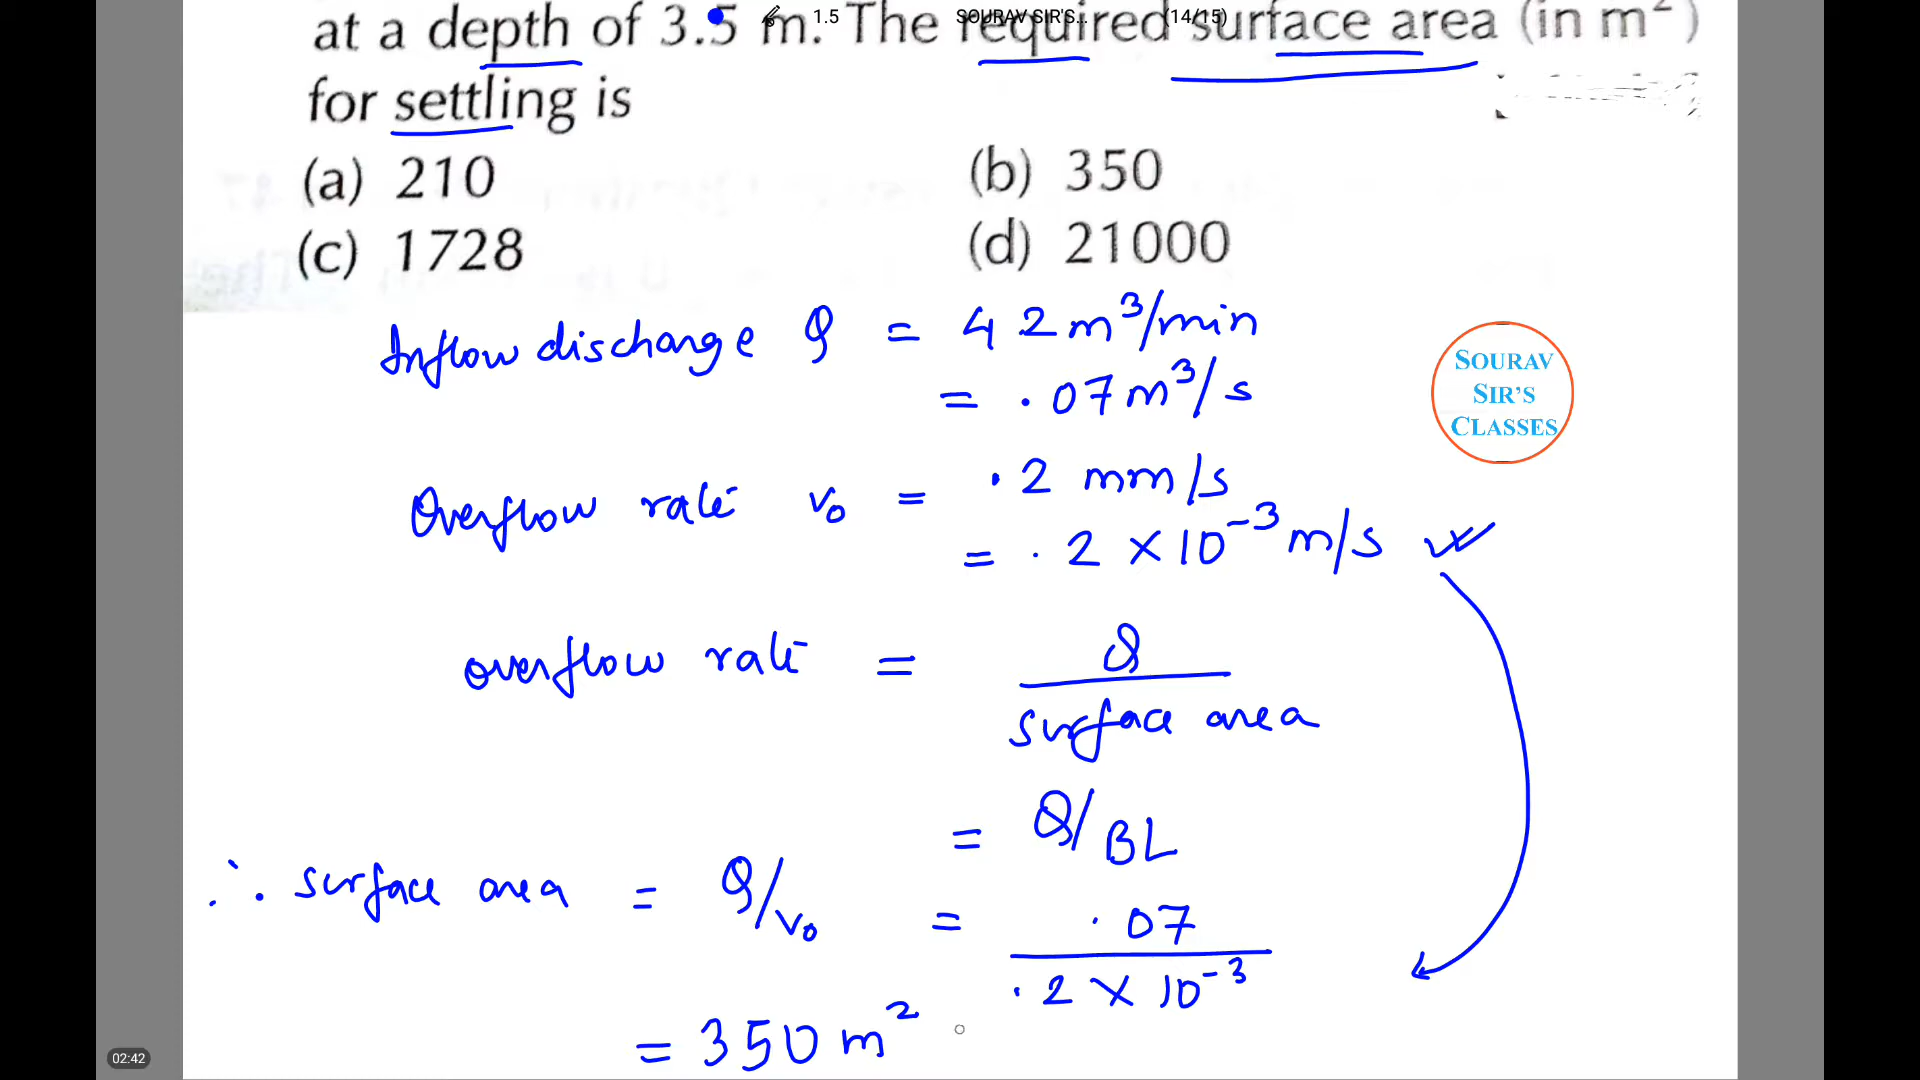 1.5 SOURAV SIR'S... (14/15)
at a depth of 3.5 m. The required surface area (in m²)
for settling is
(a) 210 (b) 350
(c) 1728 (d) 21000
Inflow discharge Q = 42 m³/min
= .07 m³/s
SOURAV
SIR'S
CLASSES
Overflow rate v₀ = .2 mm/s
= .2 × 10⁻³ m/s
overflow rate = Q
surface area
= Q/BL
∴ surface area = Q/v₀ = .07
.2 × 10⁻³
= 350 m²
02:42